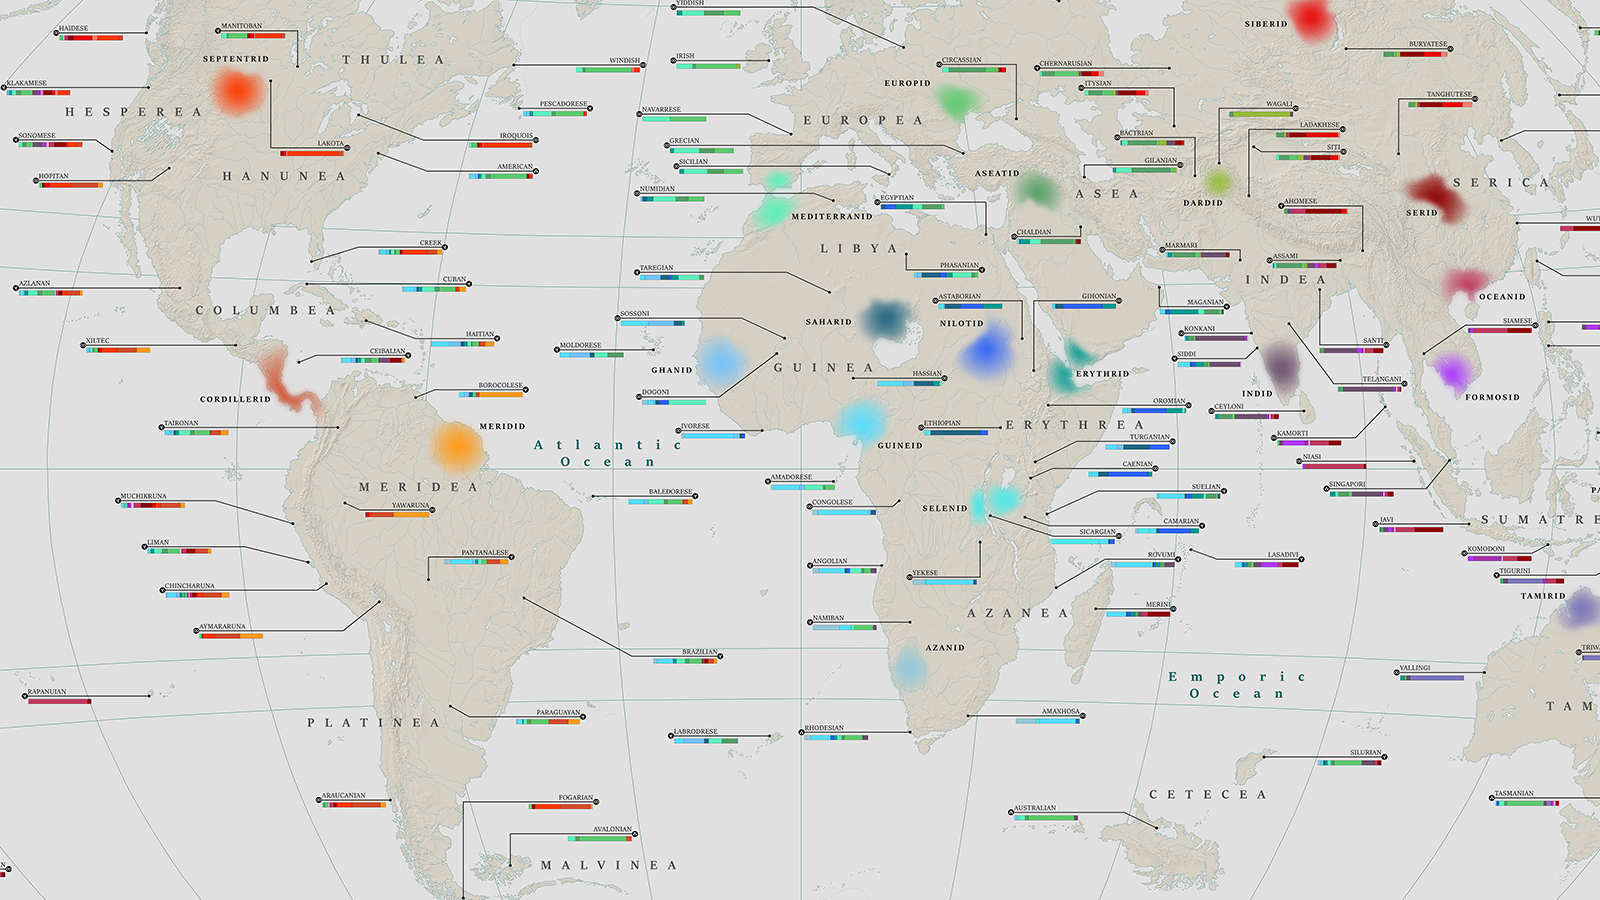 YIDDISH
SIBERID
HAIDESE
MANITOBAN
SEPTENTRID
THULEA
WINDISH
IRISH
CIRCASSIAN
CHERNARUSIAN
BURYATESE
KLAKAMESE
HESPEREA
PESCADORESE
NAVARRESE
EUROPID
EUROPEA
ITYSIAN
WAGALI
TANGHUTESE
SONOMESE
LAKOTA
IROQUOIS
GRECIAN
BACTRIAN
LADAKHESE
SITI
HOPITAN
HANUNEA
AMERICAN
SICILIAN
ASEATID
GILANIAN
ASEA
DARDID
SERICA
NUMIDIAN
EGYPTIAN
MEDITERRANID
AHOMESE
SERID
WU
CREEK
LIBYA
CHALDIAN
MARMARI
ASSAMI
INDEA
AZLANAN
CUBAN
TAREGIAN
PHASANIAN
OCEANID
COLUMBEA
SOSSONI
SAHARID
ASTABORIAN
NILOTID
GIHONIAN
MAGANIAN
SIAMESE
XILTEC
HAITIAN
CEIBALIAN
MOLDORESE
KONKANI
SIDDI
SANTI
GHANID
GUINEA
HASSIAN
ERYTHRID
INDID
TELANGANI
FORMOSID
CORDILLERID
BOROCOLESE
DOGONI
OROMIAN
CEYLONI
TAIRONAN
MERIDID
Atlantic
Ocean
IVORESE
GUINEID
ETHIOPIAN
ERYTHREA
TURGANIAN
KAMORTI
NIASI
MERIDEA
AMADORESE
CAENIAN
SINGAPORI
MUCHIKRUNA
YAWARUNA
BALEDORESE
CONGOLESE
SELENID
SUELIAN
PA
LIMAN
PANTANALESE
SICARGIAN
CAMARIAN
JAVI
SUMATRE
CHINCHARUNA
ANGOLIAN
YEKESE
ROVUMI
LASADIVI
KOMODONI
TIGURINI
TAMIRID
AYMARARUNA
NAMIBAN
AZANEA
MERINI
BRAZILIAN
AZANID
TRIW
RAPANUIAN
Emporic
Ocean
YALLINGI
PLATINEA
PARAGUAYAN
LABRODRESE
RHODESIAN
AMAXHOSA
TAM
SILURIAN
ARAUCANIAN
FOGARIAN
CETECEA
TASMANIAN
AUSTRALIAN
AVALONIAN
MALVINEA
N